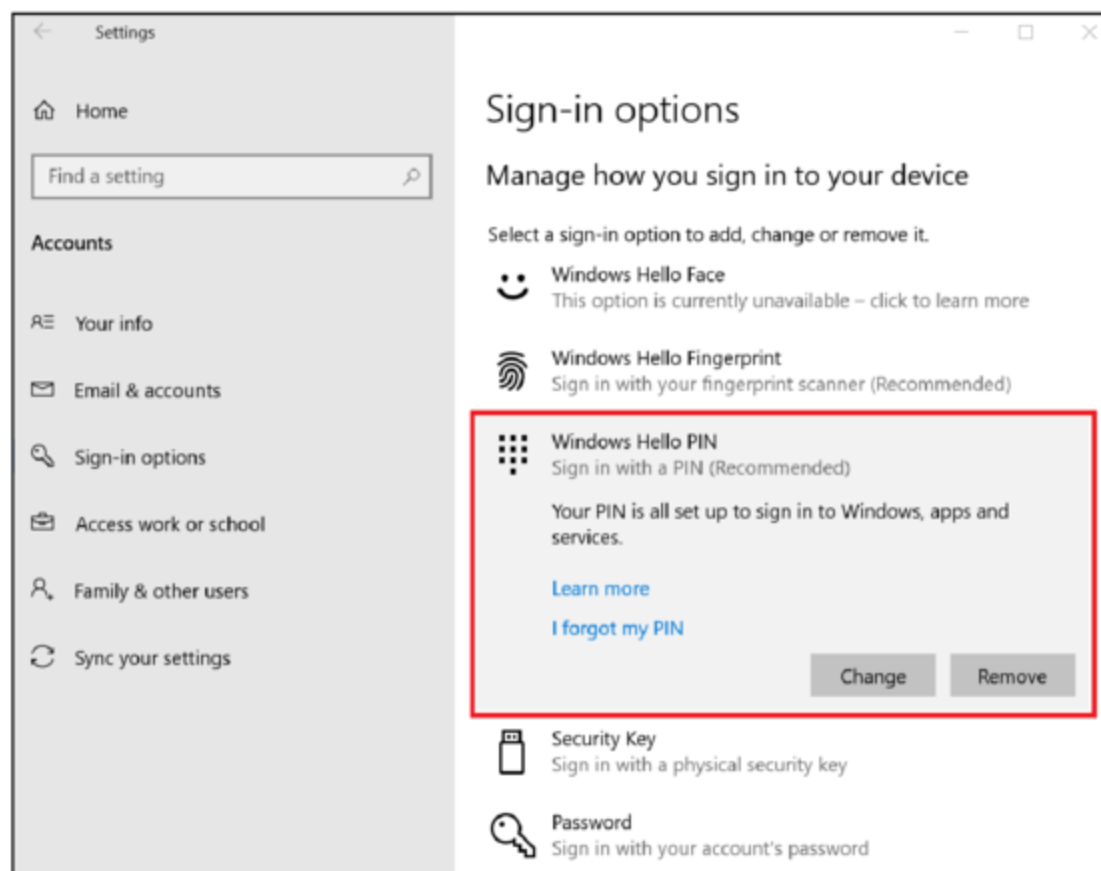 Settings
Home
Find a setting
Accounts
Your info
Email & accounts
Sign-in options
Access work or school
Family & other users
Sync your settings
Sign-in options
Manage how you sign in to your device
Select a sign-in option to add, change or remove it.
Windows Hello Face
This option is currently unavailable – click to learn more
Windows Hello Fingerprint
Sign in with your fingerprint scanner (Recommended)
Windows Hello PIN
Sign in with a PIN (Recommended)
Your PIN is all set up to sign in to Windows, apps and
services.
Learn more
I forgot my PIN
Change
Remove
Security Key
Sign in with a physical security key
Password
Sign in with your account's password